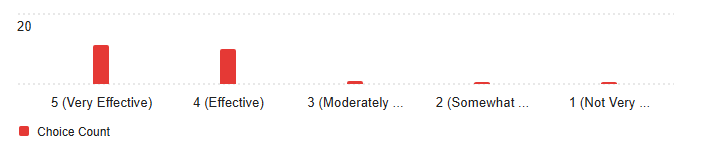 20
5 (Very Effective) 4 (Effective) 3 (Moderately ... 2 (Somewhat ... 1 (Not Very ...
Choice Count